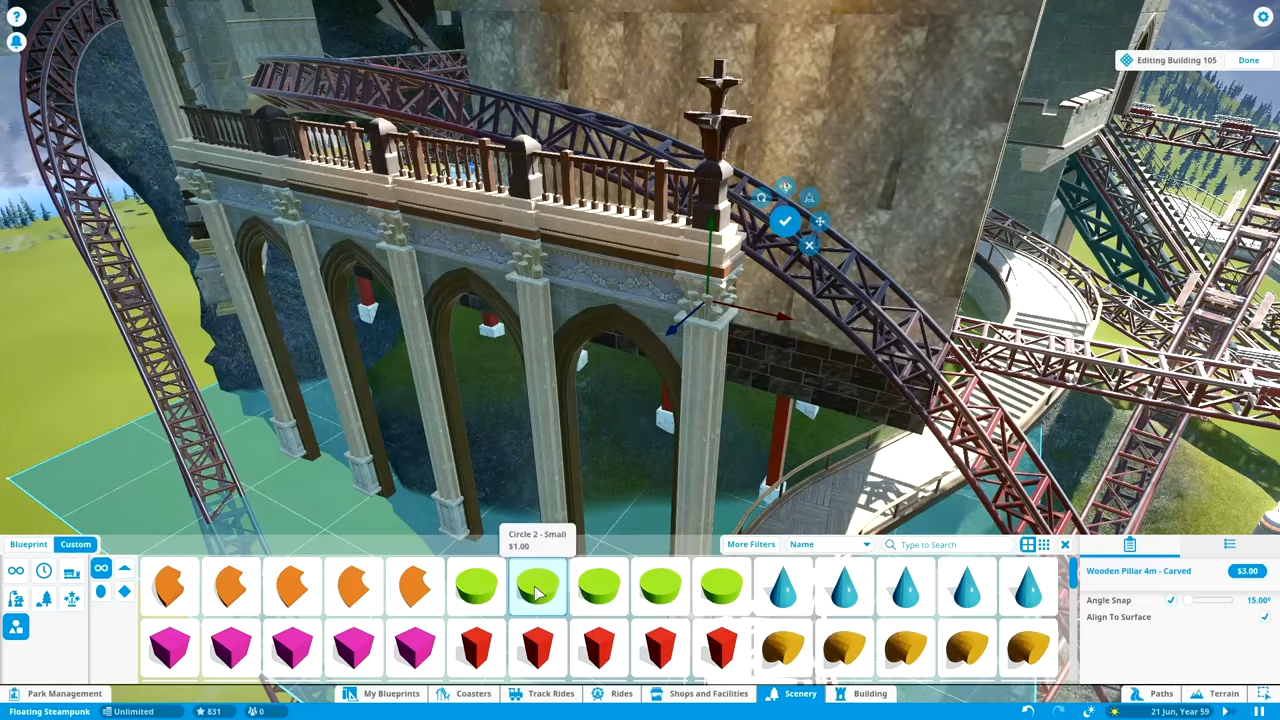 ?
Editing Building 105
Done
Circle 2 - Small
$1.00
Blueprint
Custom
More Filters
Name
Type to Search
Wooden Pillar 4m - Carved
$3.00
Angle Snap
15.00°
Align To Surface
Park Management
My Blueprints
Coasters
Track Rides
Rides
Shops and Facilities
Scenery
Building
Paths
Terrain
Floating Steampunk
Unlimited
831
0
21 Jun, Year 59